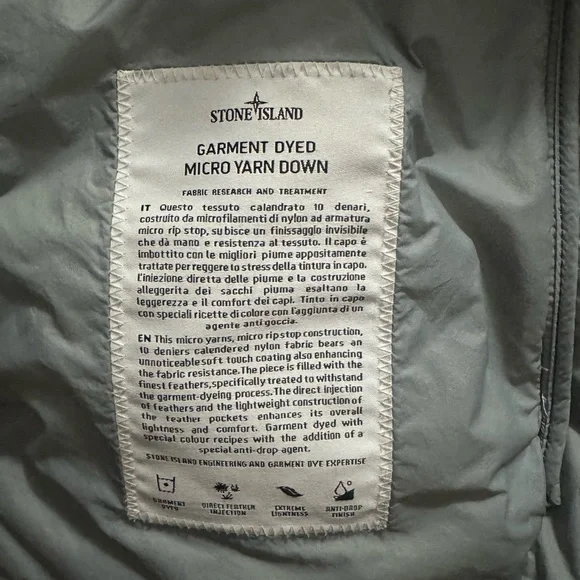 STONE ISLAND
GARMENT DYED
MICRO YARN DOWN
FABRIC RESEARCH AND TREATMENT
IT Questo tessuto calandrato 10 denari,
costruito da microfilamenti di nylon ad armatura
micro rip stop, subisce un finissaggio invisibile
che dà mano e resistenza al tessuto. Il capo è
imbottito con le migliori piume appositamente
trattate per reggere lo stress della tintura in capo.
L'iniezione diretta delle piume e la costruzione
alleggerita dei sacchi piuma esaltano la
leggerezza e il comfort dei capi. Tinto in capo
con speciali ricette di colore con l'aggiunta di un
agente anti goccia.
EN This micro yarns, micro rip stop construction,
10 deniers calendered nylon fabric bears an
unnoticeable soft touch coating also enhancing
the fabric resistance. The piece is filled with the
finest feathers, specifically treated to withstand
the garment-dyeing process. The direct injection
of feathers and the lightweight construction of
the feather pockets enhances its overall
lightness and comfort. Garment dyed with
special colour recipes with the addition of a
special anti-drop agent.
STONE ISLAND ENGINEERING AND GARMENT DYE EXPERTISE
GARMENT DIRECT FEATHER EXTREME ANTI-DROP
DYED INJECTION LIGHTNESS FINISH